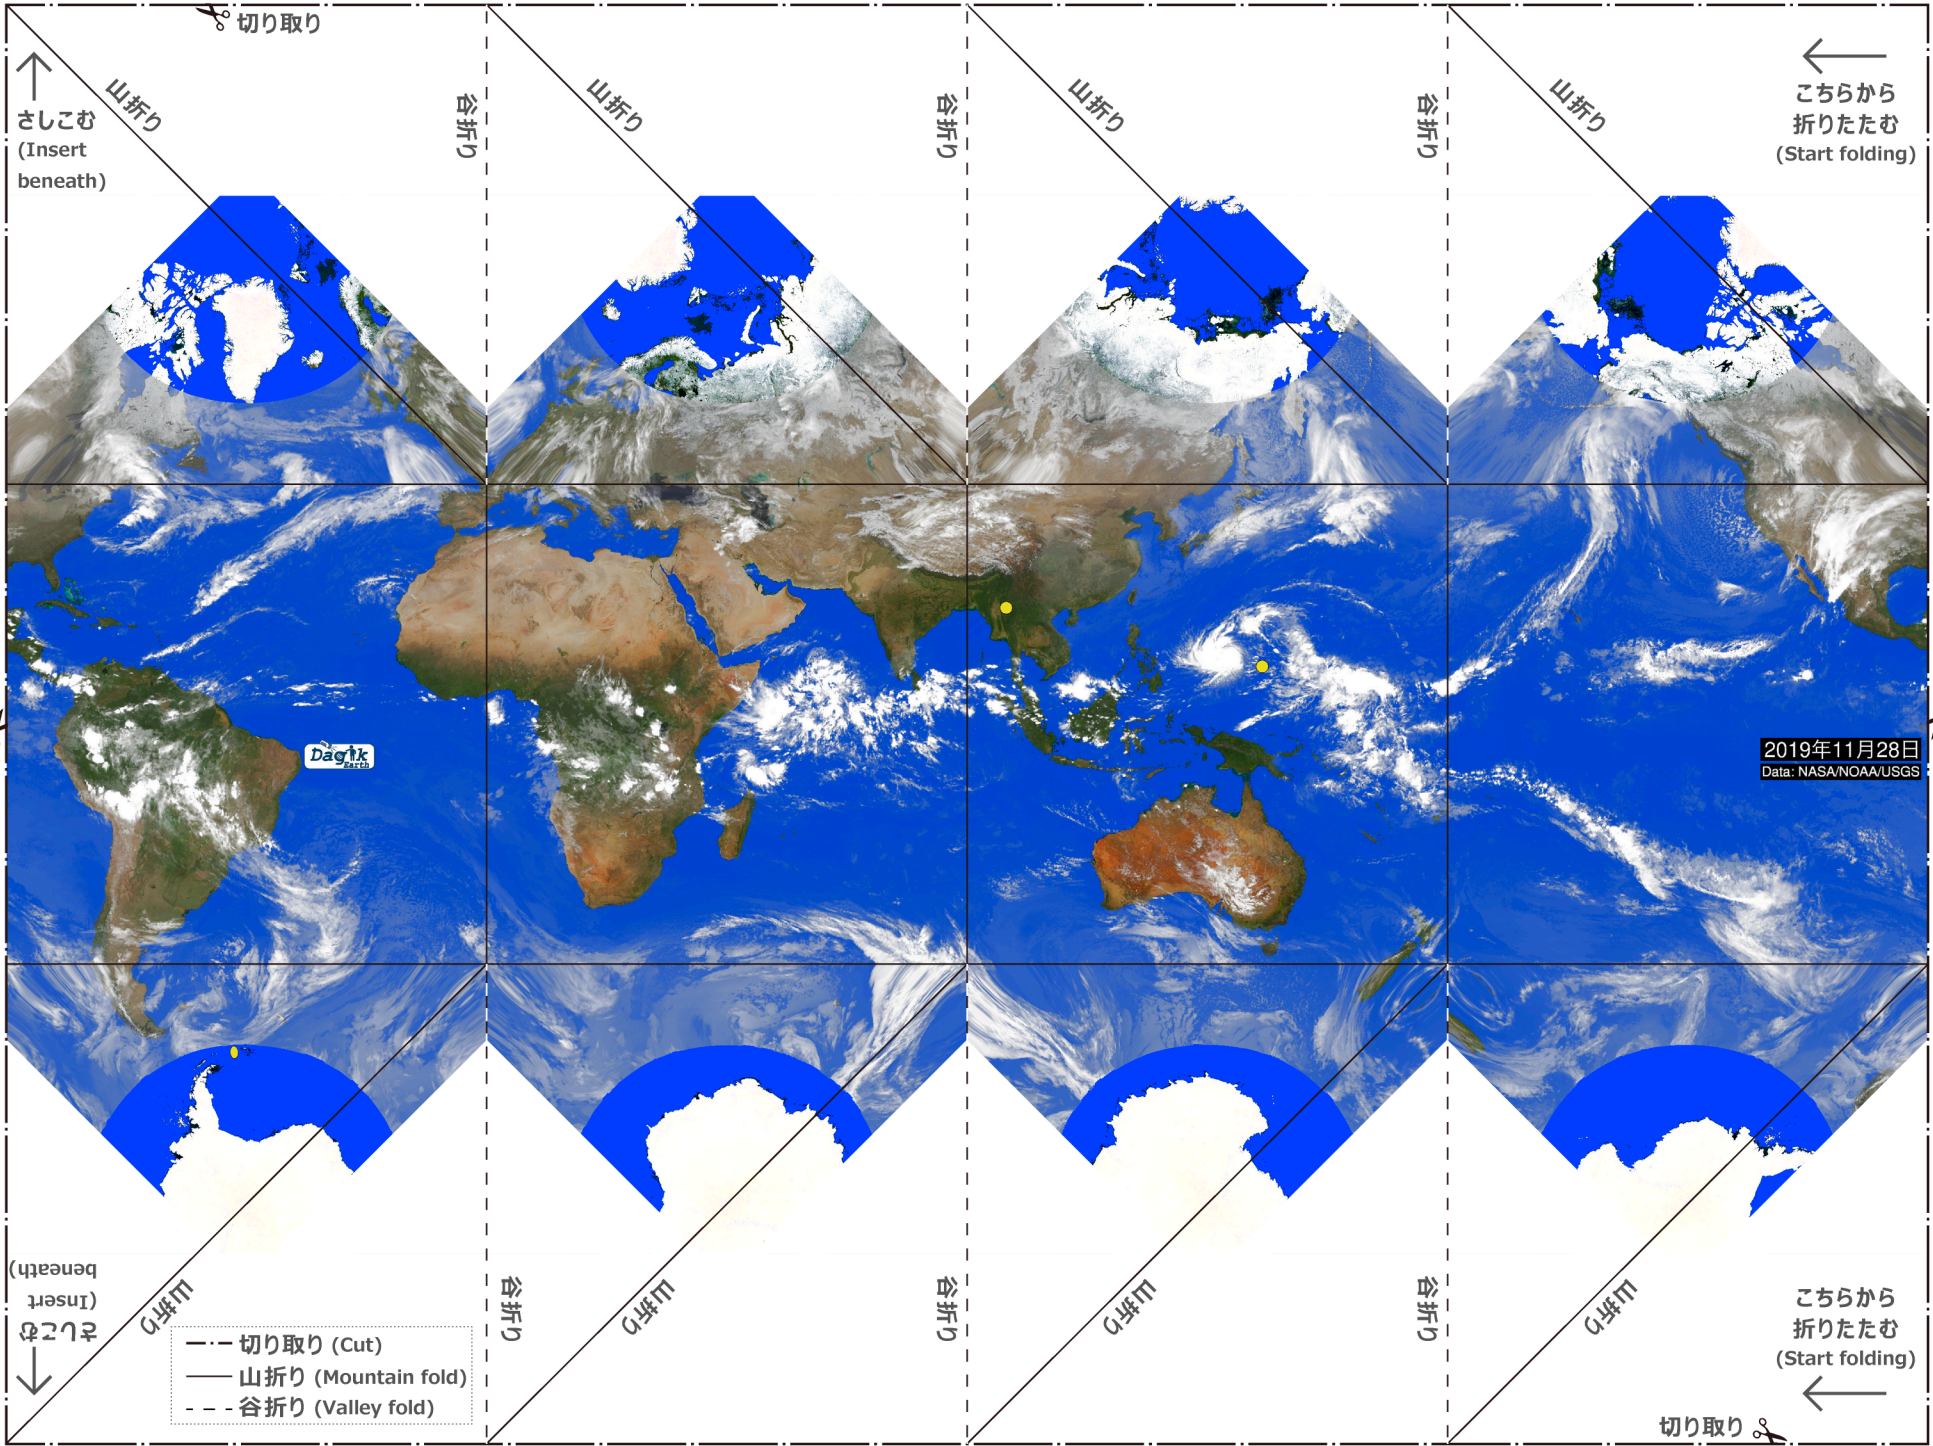 切り取り
さしこむ
(Insert
beneath)
山折り
谷折り
山折り
谷折り
山折り
谷折り
山折り
こちらから
折りたたむ
(Start folding)
Dagik
Earth
2019年11月28日
Data: NASA/NOAA/USGS
さしこむ
(Insert
beneath)
山折り
谷折り
山折り
谷折り
山折り
谷折り
山折り
こちらから
折りたたむ
(Start folding)
切り取り (Cut)
山折り (Mountain fold)
谷折り (Valley fold)
切り取り